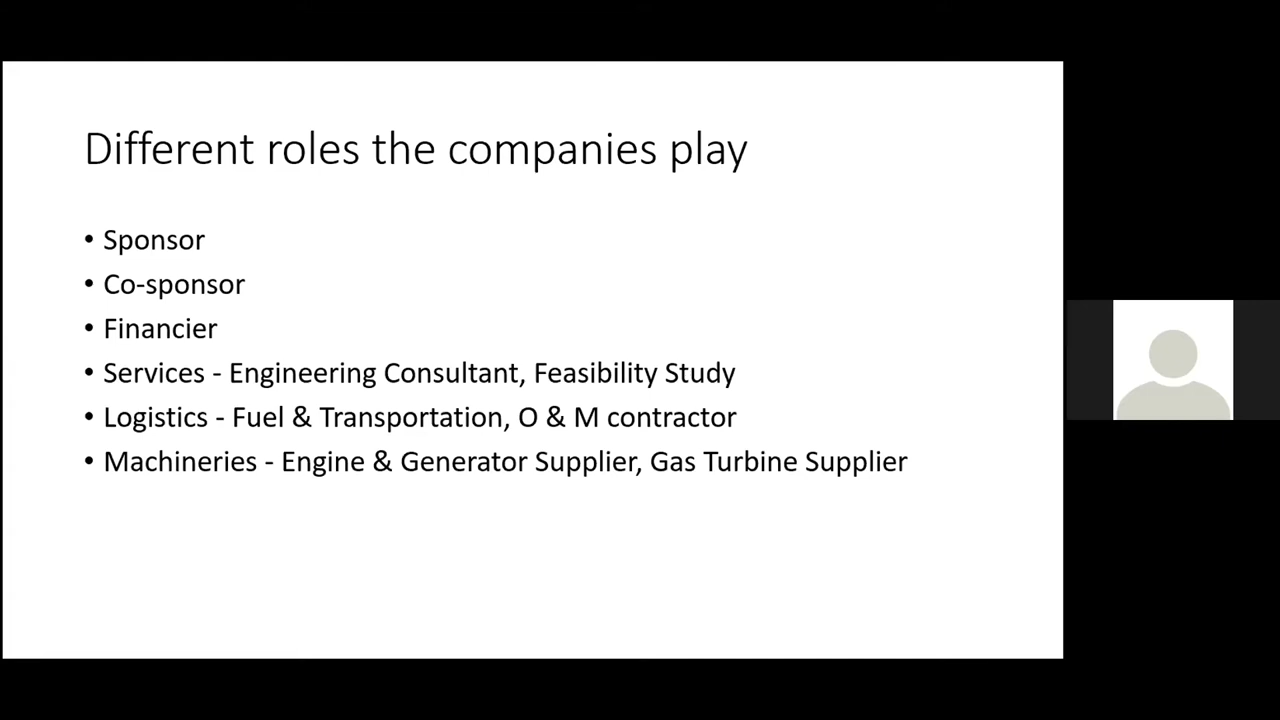 Different roles the companies play
• Sponsor
• Co-sponsor
• Financier
• Services - Engineering Consultant, Feasibility Study
• Logistics - Fuel & Transportation, O & M contractor
• Machineries - Engine & Generator Supplier, Gas Turbine Supplier